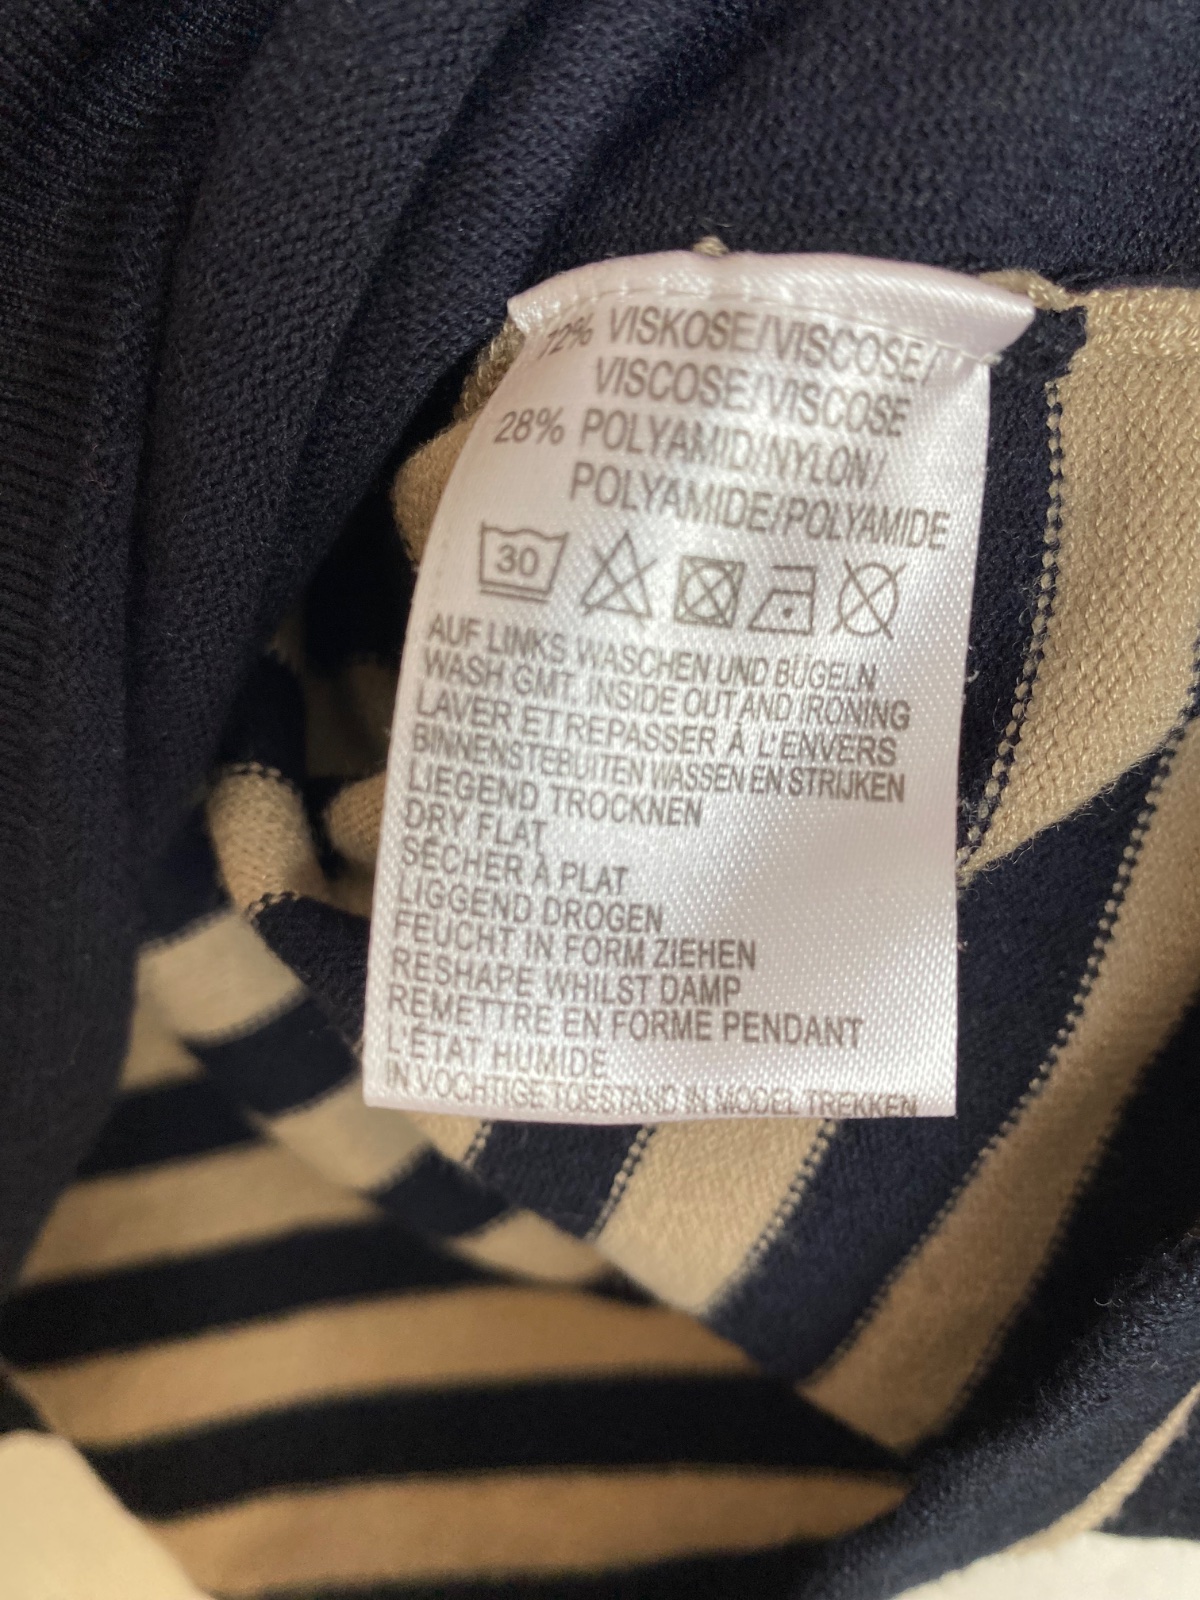 72% VISKOSE/VISCOSE/
VISCOSE/VISCOSE
28% POLYAMID/NYLON/
POLYAMIDE/POLYAMIDE
30
AUF LINKS WASCHEN UND BÜGELN
WASH GMT. INSIDE OUT AND IRONING
LAVER ET REPASSER À L'ENVERS
BINNENSTEBUITEN WASSEN EN STRIJKEN
LIEGEND TROCKNEN
DRY FLAT
SÉCHER À PLAT
LIGGEND DROGEN
FEUCHT IN FORM ZIEHEN
RESHAPE WHILST DAMP
REMETTRE EN FORME PENDANT
L'ÉTAT HUMIDE
IN VOCHTIGE TOESTAND IN MODEL TREKKEN